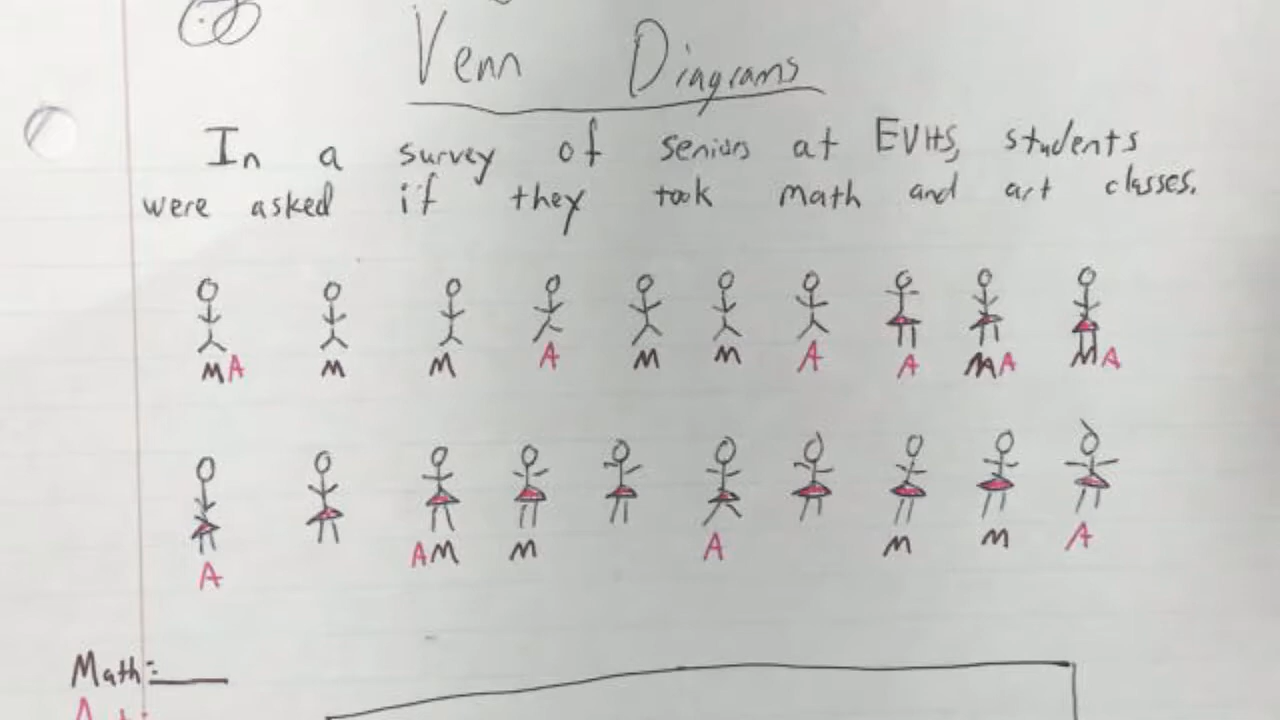 Venn Diagrams
In a survey of seniors at EVHS, students
were asked if they took math and art classes.
MA M M A M M A A MA MA
A AM M A M M A
Math: